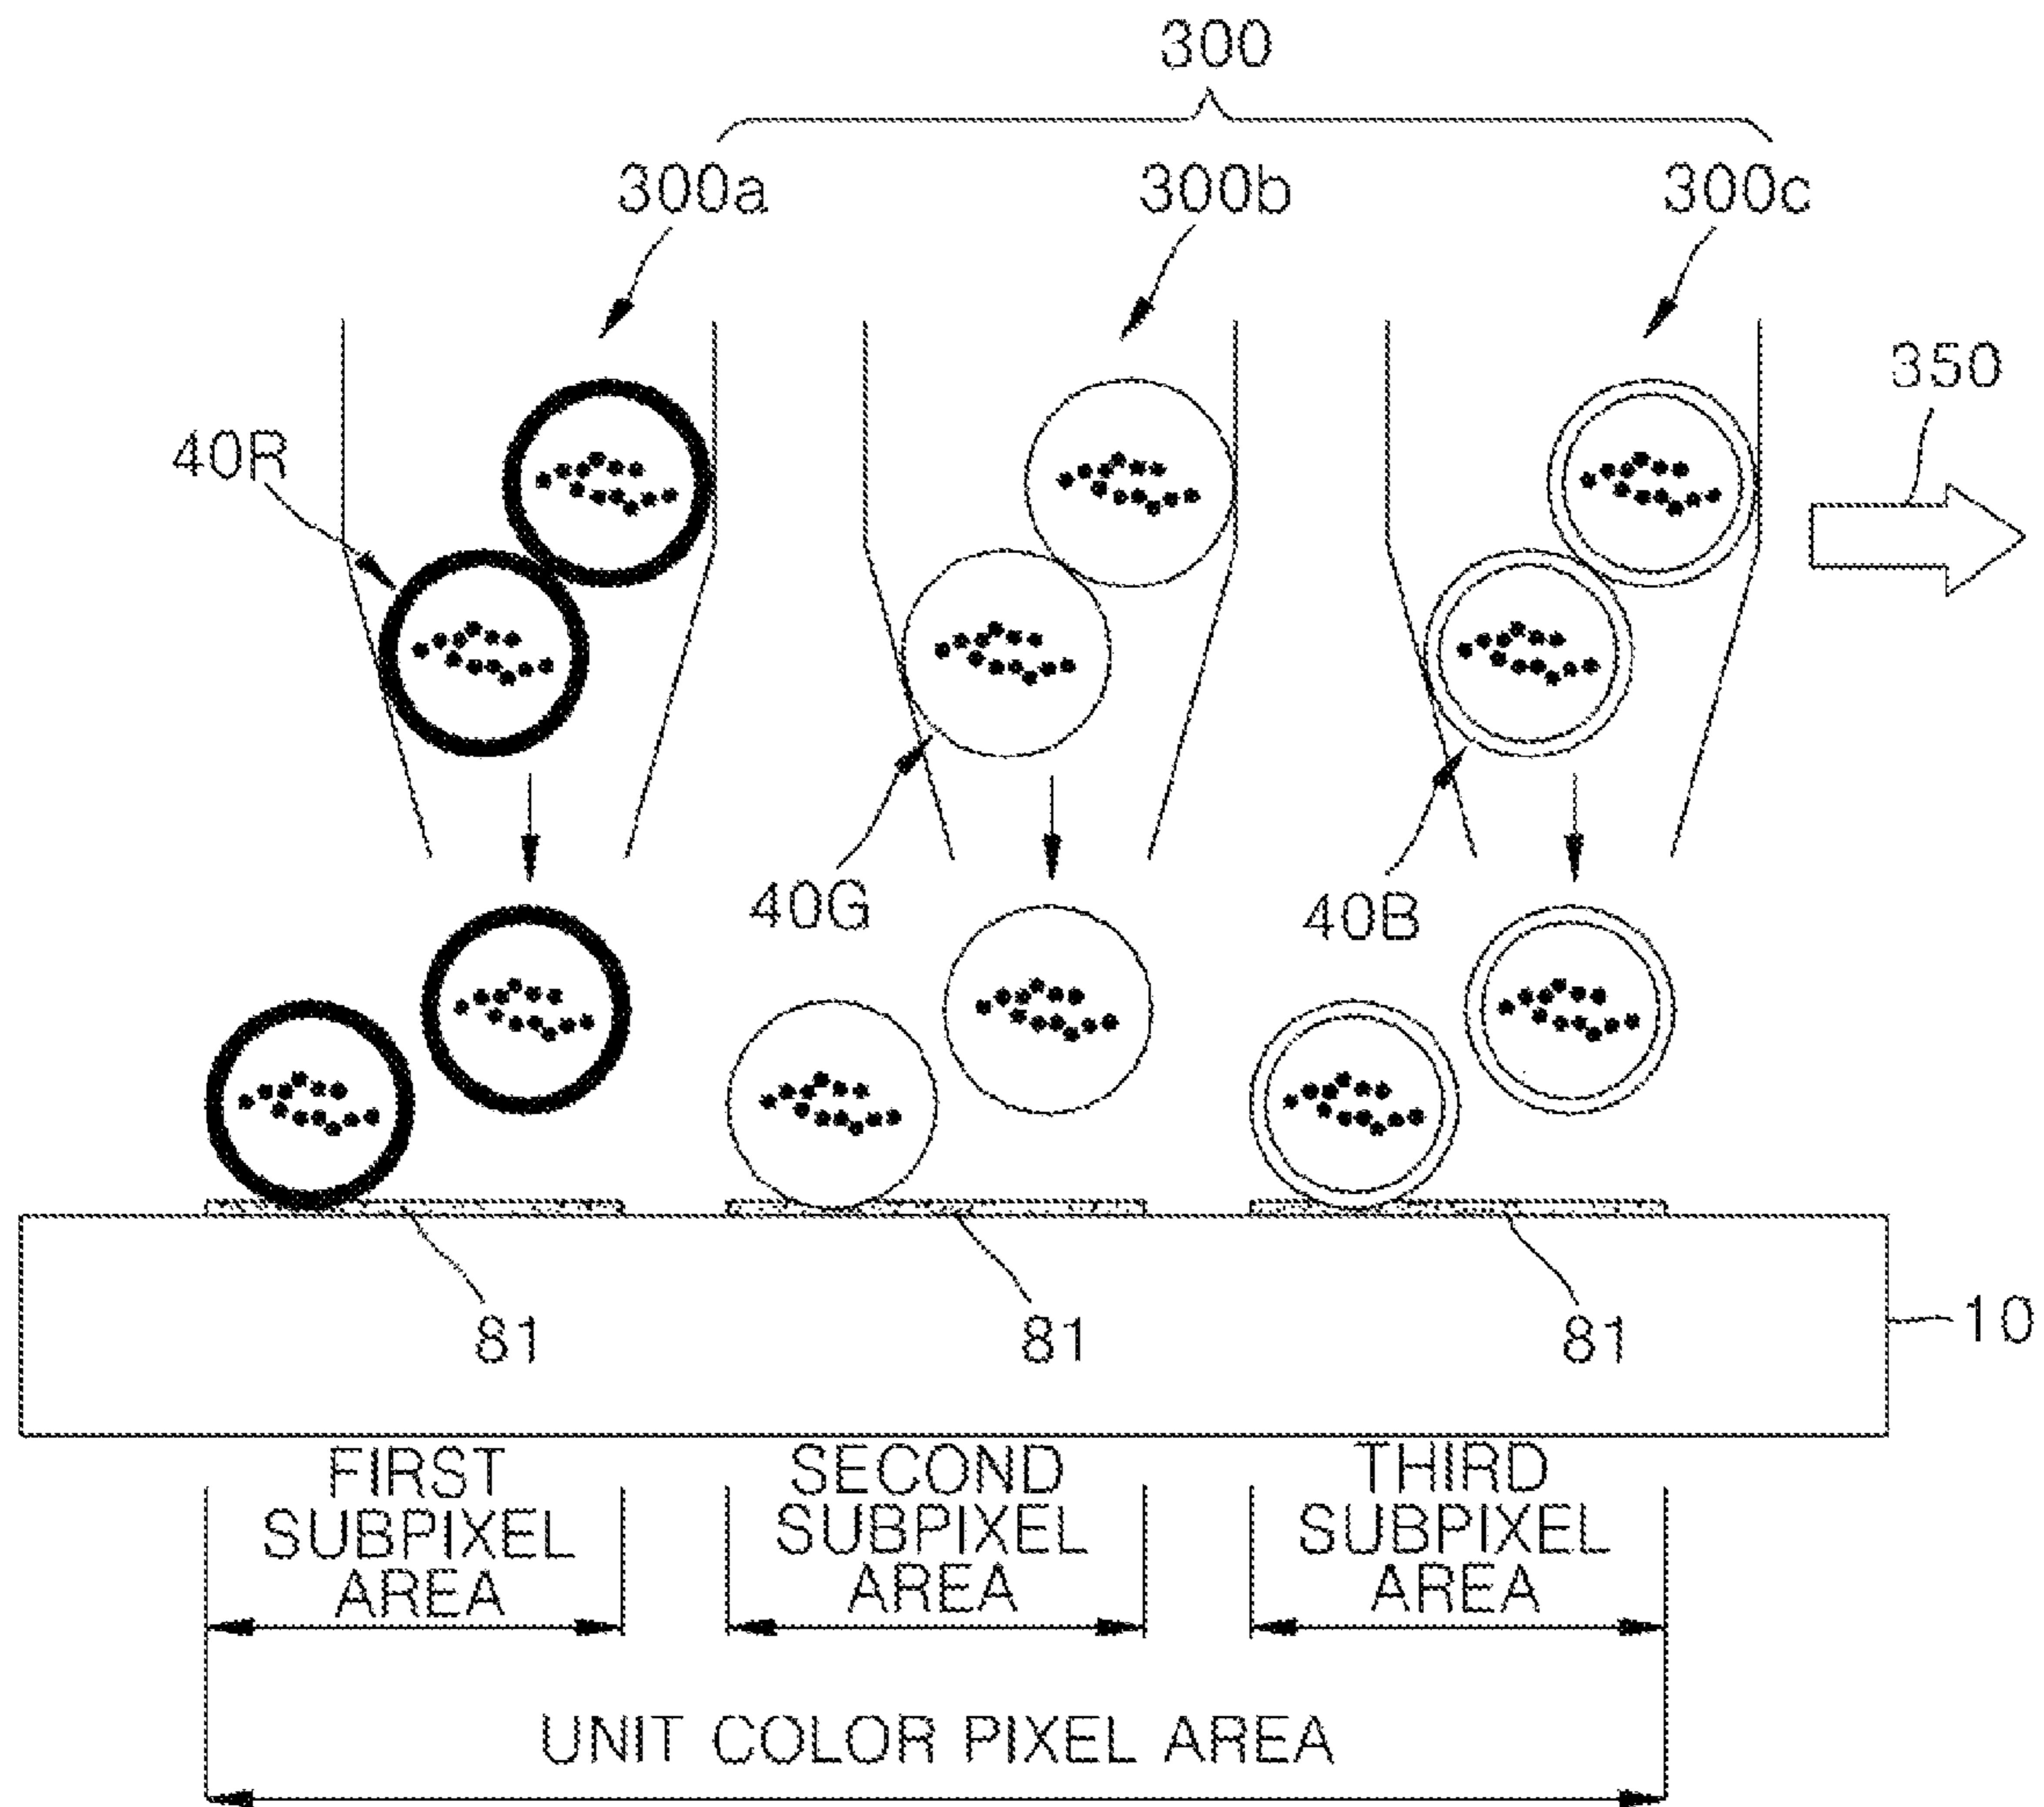 300
300a
300b
300c
350
40R
40G
40B
81
81
81
10
FIRST
SUBPIXEL
AREA
SECOND
SUBPIXEL
AREA
THIRD
SUBPIXEL
AREA
UNIT COLOR PIXEL AREA